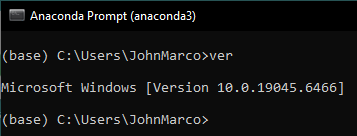 Anaconda Prompt (anaconda3)
(base) C:\Users\JohnMarco>ver
Microsoft Windows [Version 10.0.19045.6466]
(base) C:\Users\JohnMarco>